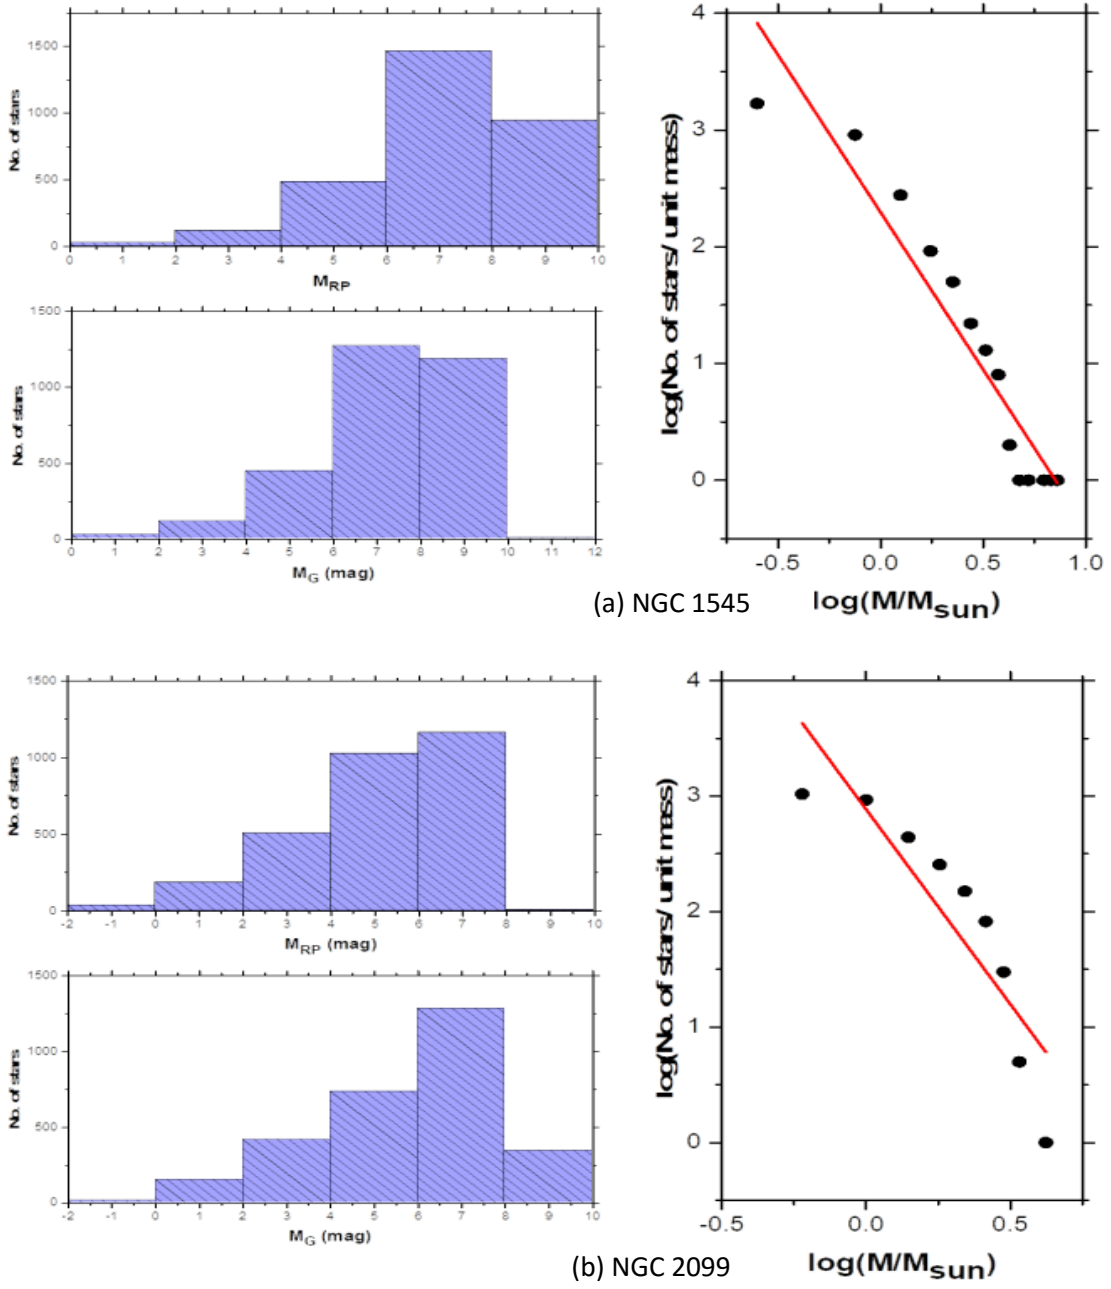 1500
1000
500
0
No. of stars
0 1 2 3 4 5 6 7 8 9 10
M_RP
1500
1000
500
0
No. of stars
0 1 2 3 4 5 6 7 8 9 10 11 12
M_G (mag)
4
3
2
1
0
log(No. of stars/ unit mass)
-0.5 0.0 0.5 1.0
log(M/M_sun)
(a) NGC 1545
1500
1000
500
0
No. of stars
-2 -1 0 1 2 3 4 5 6 7 8 9 10
M_RP (mag)
1500
1000
500
0
No. of stars
-2 -1 0 1 2 3 4 5 6 7 8 9 10
M_G (mag)
4
3
2
1
0
log(No. of stars/ unit mass)
-0.5 0.0 0.5
log(M/M_sun)
(b) NGC 2099